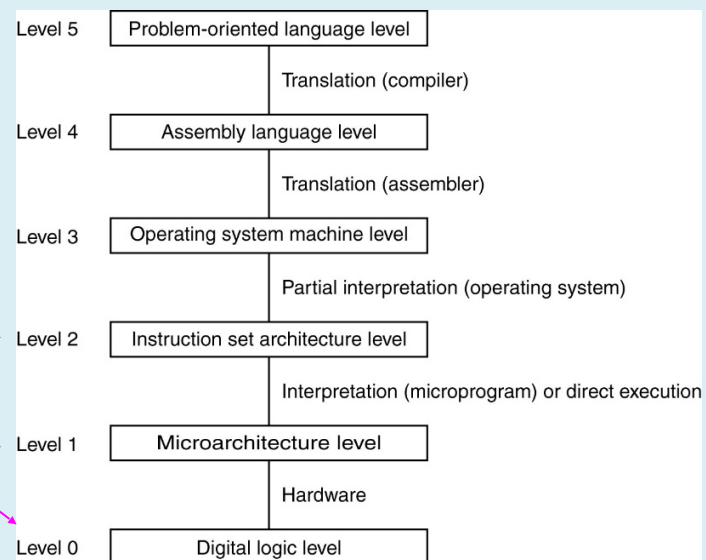 Level 5 Problem-oriented language level
Translation (compiler)
Level 4 Assembly language level
Translation (assembler)
Level 3 Operating system machine level
Partial interpretation (operating system)
Level 2 Instruction set architecture level
Interpretation (microprogram) or direct execution
Level 1 Microarchitecture level
Hardware
Level 0 Digital logic level